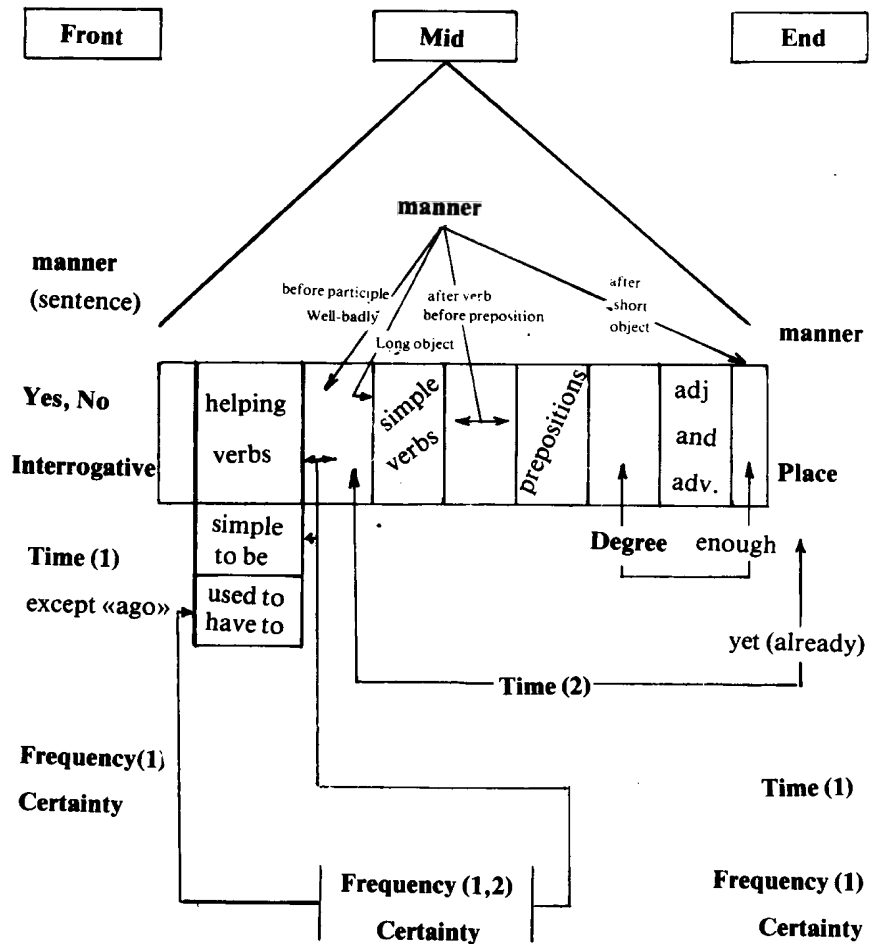 Front
Mid
End
manner
manner
(sentence)
before participle
Well-badly
Long object
after verb
before preposition
after
short
object
manner
Yes, No
Interrogative
helping
verbs
simple
verbs
prepositions
adj
and
adv.
Place
simple
to be
used to
have to
Time (1)
except «ago»
Degree
enough
yet (already)
Time (2)
Frequency(1)
Certainty
Time (1)
Frequency (1,2)
Certainty
Frequency (1)
Certainty